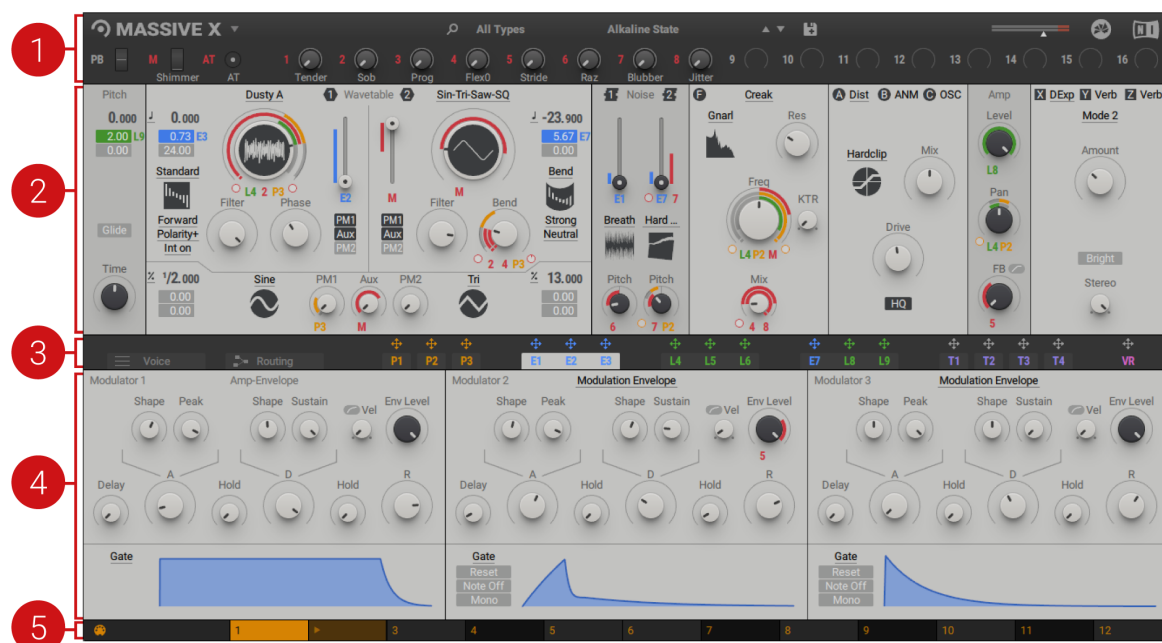 1
MASSIVE X
All Types
Alkaline State
PB
M
AT
1 2 3 4 5 6 7 8 9 10 11 12 13 14 15 16
Shimmer AT Tender Sob Prog Flex0 Stride Raz Blubber Jitter
2
Pitch
0.000
2.00 L9
0.00
Glide
Time
Dusty A
1 Wavetable 2
Sin-Tri-Saw-SQ
0.000
0.73 E3
24.00
Standard
Forward
Polarity+
Int on
L4 2 P3
Filter Phase
E2
M
PM1
Aux
PM2
PM1
Aux
PM2
M
Filter Bend
2 4 P3
-23.900
5.67 E7
0.00
Bend
Strong
Neutral
% 1/2.000
0.00
0.00
Sine
PM1 Aux PM2
P3 M
Tri
% 13.000
0.00
0.00
1 Noise 2
E1 E7 7
Breath Hard ...
Pitch Pitch
6 7 P2
F Creak
Gnarl
Res
Freq
KTR
L4 P2 M
Mix
4 8
A Dist B ANM C OSC
Hardclip
Mix
Drive
HQ
Amp
Level
L8
Pan
L4 P2
FB
5
X DExp Y Verb Z Verb
Mode 2
Amount
Bright
Stereo
3
Voice
Routing
P1 P2 P3 E1 E2 E3 L4 L5 L6 E7 L8 L9 T1 T2 T3 T4 VR
4
Modulator 1 Amp-Envelope
Shape Peak Shape Sustain Vel Env Level
A D R
Delay Hold Hold
Gate
Modulator 2 Modulation Envelope
Shape Peak Shape Sustain Vel Env Level
5
A D R
Delay Hold Hold
Gate
Reset
Note Off
Mono
Modulator 3 Modulation Envelope
Shape Peak Shape Sustain Vel Env Level
A D R
Delay Hold Hold
Gate
Reset
Note Off
Mono
5
1 3 4 5 6 7 8 9 10 11 12